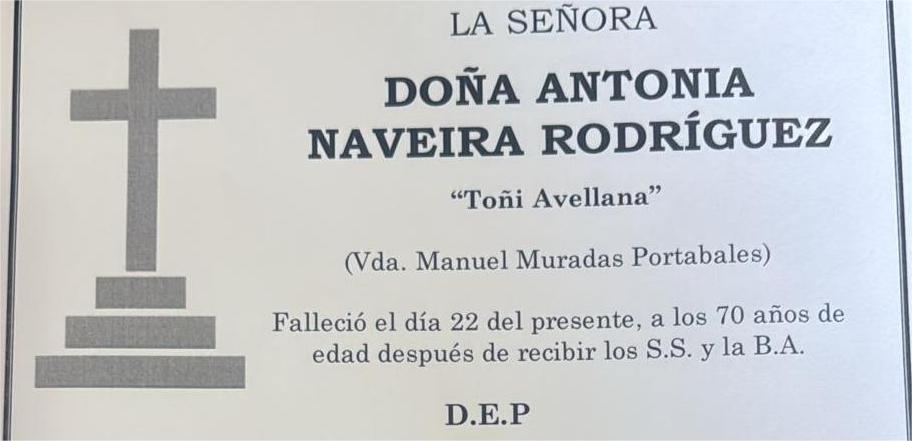 LA SEÑORA
DOÑA ANTONIA
NAVEIRA RODRÍGUEZ
“Toñi Avellana”
(Vda. Manuel Muradas Portabales)
Falleció el día 22 del presente, a los 70 años de
edad después de recibir los S.S. y la B.A.
D.E.P